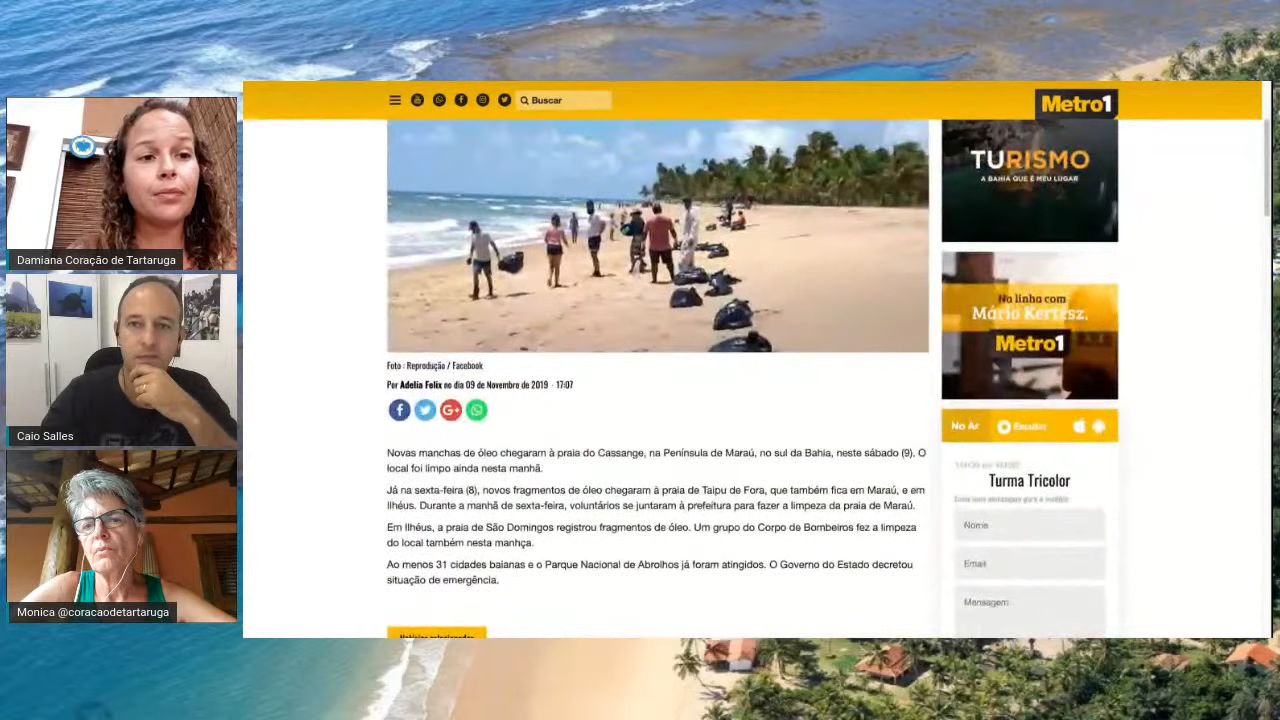 Buscar
Metro1
Damiana Coração de Tartaruga
Caio Salles
Monica @coracaodetartaruga
Foto : Reprodução / Facebook
Por Adelia Felix no dia 09 de Novembro de 2019 · 17:07
Novas manchas de óleo chegaram à praia do Cassange, na Península de Maraú, no sul da Bahia, neste sábado (9). O
local foi limpo ainda nesta manhã.
Já na sexta-feira (8), novos fragmentos de óleo chegaram à praia de Taipu de Fora, que também fica em Maraú, e em
Ilhéus. Durante a manhã de sexta-feira, voluntários se juntaram à prefeitura para fazer a limpeza da praia de Maraú.
Em Ilhéus, a praia de São Domingos registrou fragmentos de óleo. Um grupo do Corpo de Bombeiros fez a limpeza
do local também nesta manhça.
Ao menos 31 cidades baianas e o Parque Nacional de Abrolhos já foram atingidos. O Governo do Estado decretou
situação de emergência.
TURISMO
A BAHIA QUE É MEU LUGAR
Na linha com
Mário Kertész.
Metro1
No Ar
Turma Tricolor
Nome
Email
Mensagem